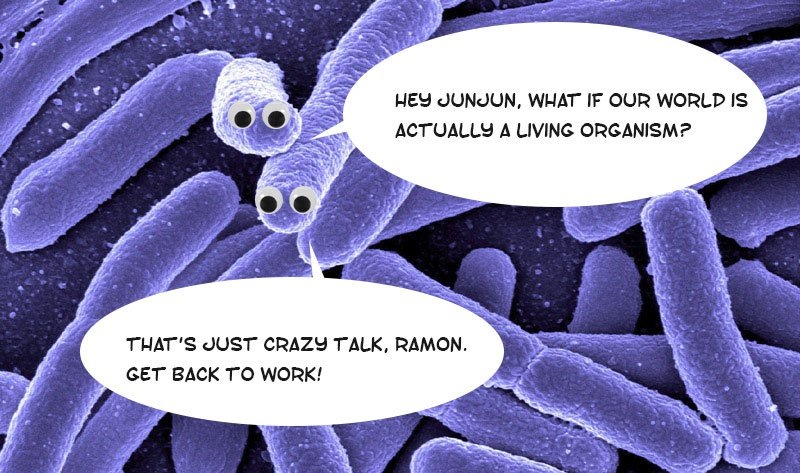 HEY JUNJUN, WHAT IF OUR WORLD IS
ACTUALLY A LIVING ORGANISM?
THAT'S JUST CRAZY TALK, RAMON.
GET BACK TO WORK!